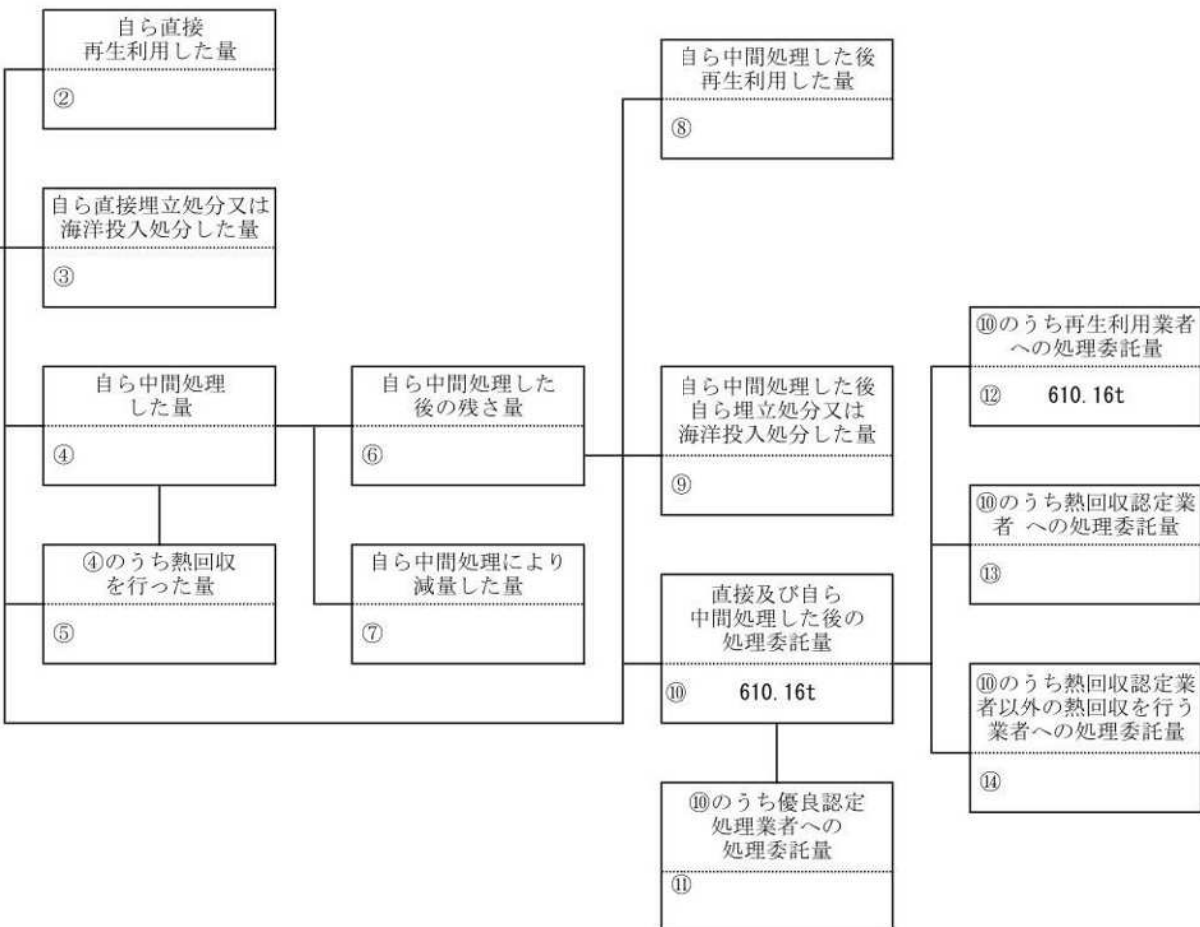 自ら直接
再生利用した量
②
自ら直接埋立処分又は
海洋投入処分した量
③
自ら中間処理
した量
④
④のうち熱回収
を行った量
⑤
自ら中間処理した
後の残さ量
⑥
自ら中間処理により
減量した量
⑦
自ら中間処理した後
再生利用した量
⑧
自ら中間処理した後
自ら埋立処分又は
海洋投入処分した量
⑨
直接及び自ら
中間処理した後の
処理委託量
⑩ 610.16t
⑩のうち優良認定
処理業者への
処理委託量
⑪
⑩のうち再生利用業者
への処理委託量
⑫ 610.16t
⑩のうち熱回収認定業
者 への処理委託量
⑬
⑩のうち熱回収認定業
者以外の熱回収を行う
業者への処理委託量
⑭